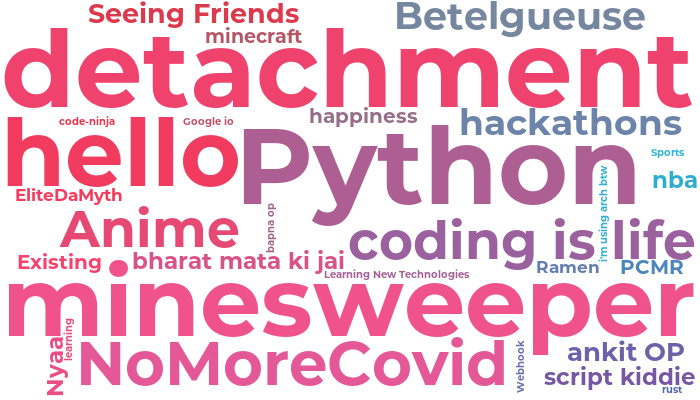 Seeing Friends
Betelgueuse
minecraft
detachment
code-ninja
Google io
happiness
hackathons
hello
Python
Sports
nba
EliteDaMyth
i'm using arch btw
Anime
bapna op
coding is life
Existing
bharat mata ki jai
Learning New Technologies
Ramen
PCMR
minesweeper
Nyaa
learning
NoMoreCovid
Webhook
ankit OP
script kiddie
rust